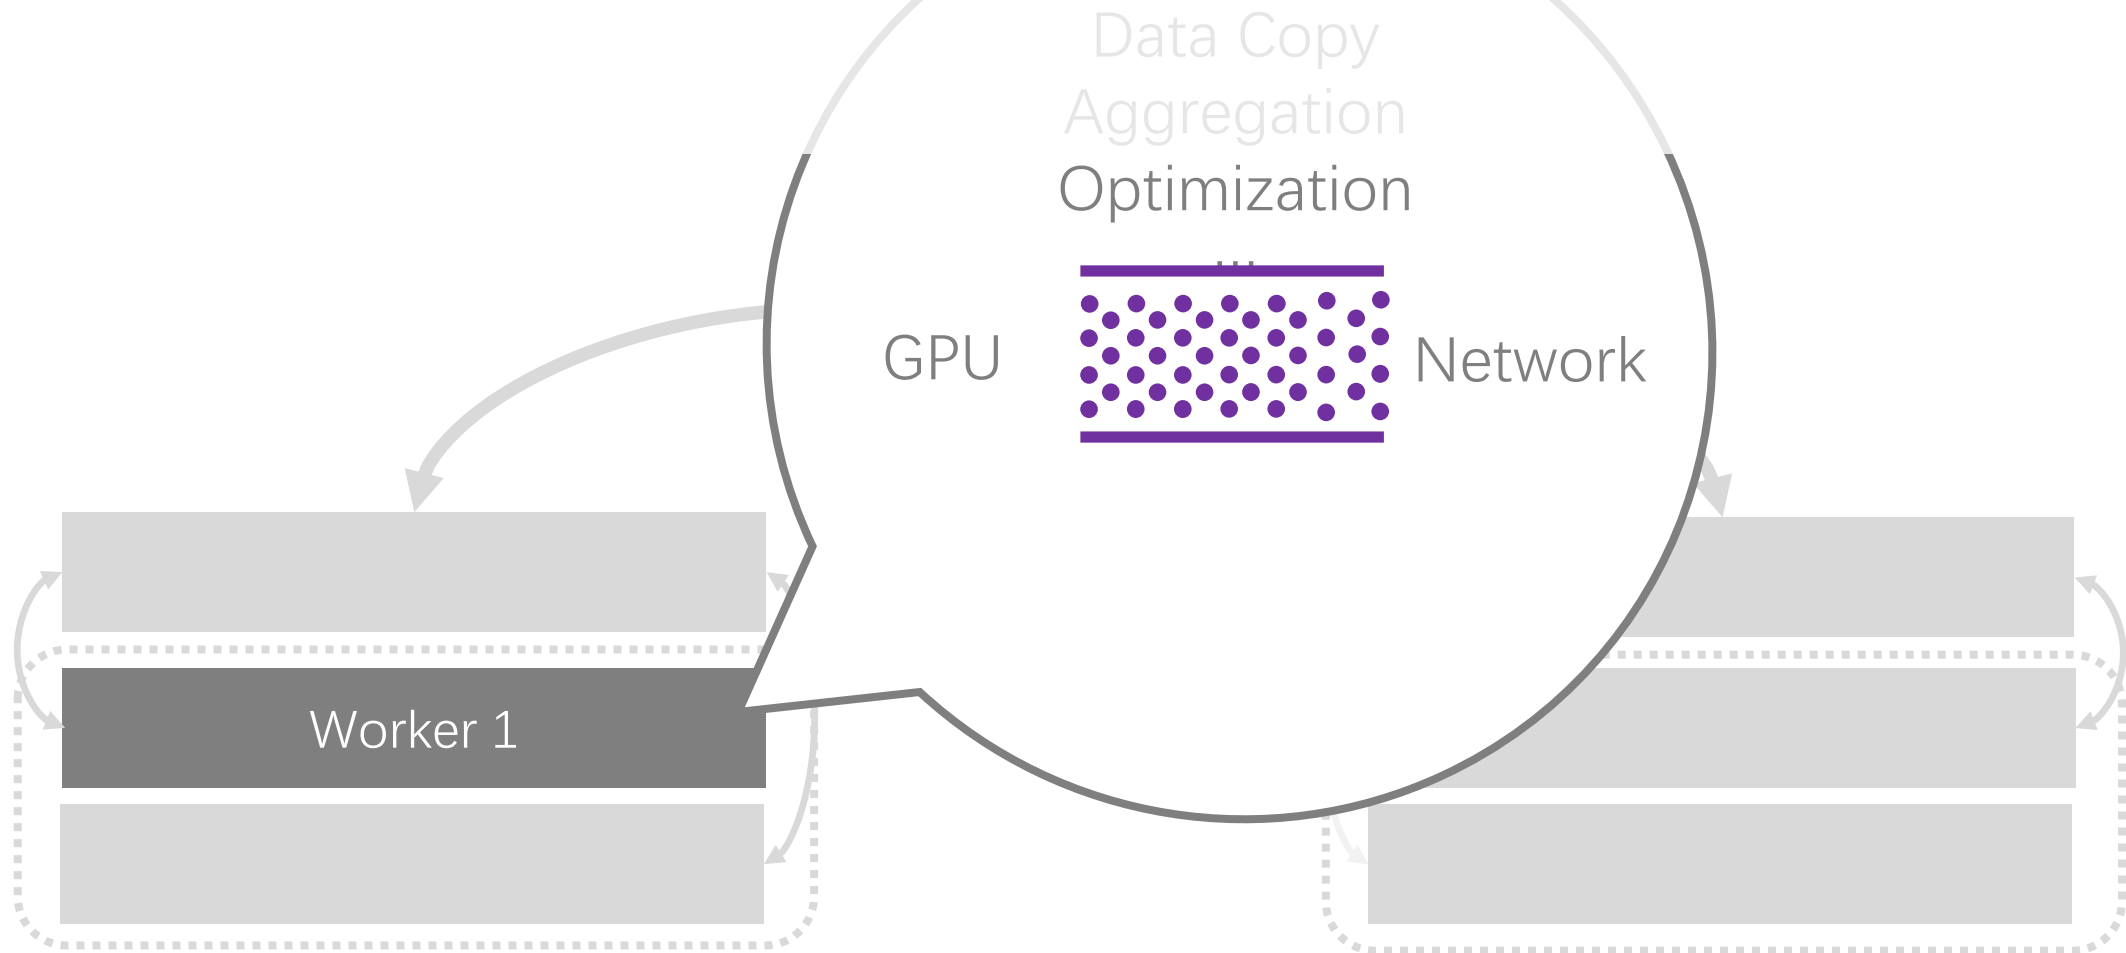 Data Copy
Aggregation
Optimization
...
GPU
Network
Worker 1